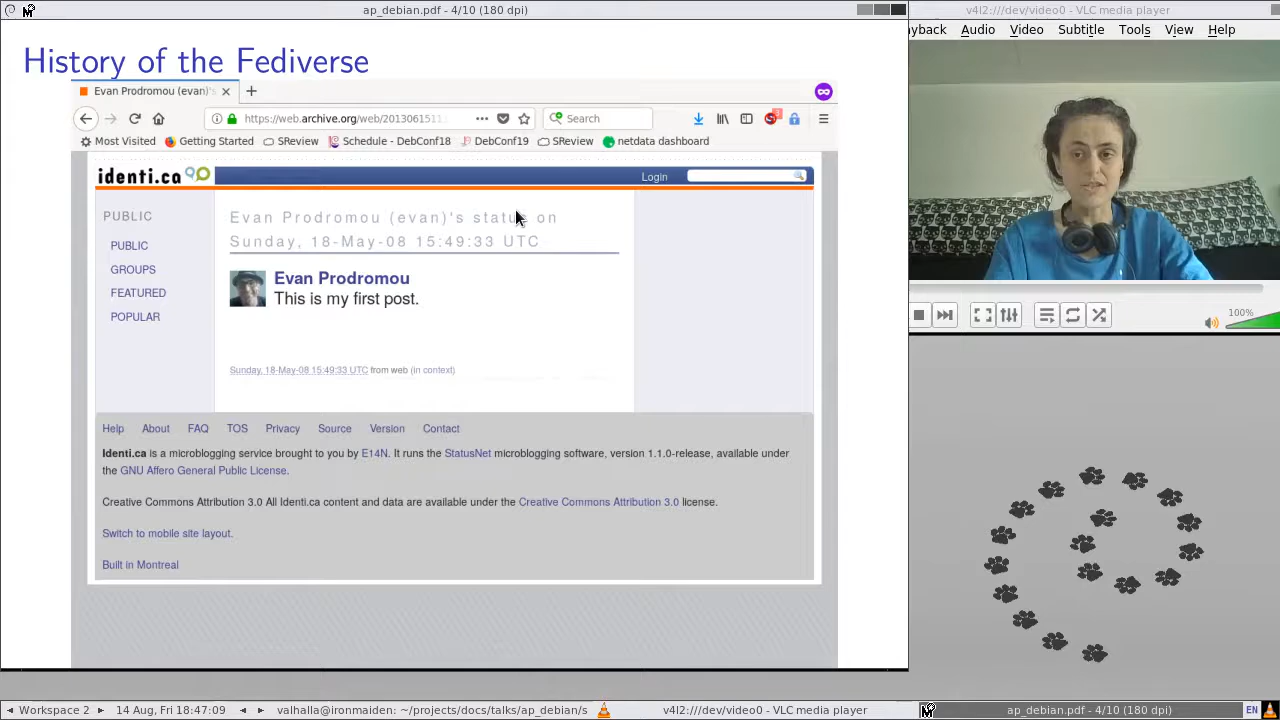 ap_debian.pdf - 4/10 (180 dpi)
v4l2:///dev/video0 - VLC media player
yback Audio Video Subtitle Tools View Help
History of the Fediverse
Evan Prodromou (evan)'s
https://web.archive.org/web/2013061511
Search
Most Visited Getting Started SReview Schedule - DebConf18 DebConf19 SReview netdata dashboard
identi.ca
Login
PUBLIC
PUBLIC
GROUPS
FEATURED
POPULAR
Evan Prodromou (evan)'s status on
Sunday, 18-May-08 15:49:33 UTC
Evan Prodromou
This is my first post.
Sunday, 18-May-08 15:49:33 UTC from web (in context)
Help About FAQ TOS Privacy Source Version Contact
Identi.ca is a microblogging service brought to you by E14N. It runs the StatusNet microblogging software, version 1.1.0-release, available under
the GNU Affero General Public License.
Creative Commons Attribution 3.0 All Identi.ca content and data are available under the Creative Commons Attribution 3.0 license.
Switch to mobile site layout.
Built in Montreal
100%
Workspace 2
14 Aug, Fri 18:47:09
valhalla@ironmaiden: ~/projects/docs/talks/ap_debian/s
v4l2:///dev/video0 - VLC media player
ap_debian.pdf - 4/10 (180 dpi)
EN